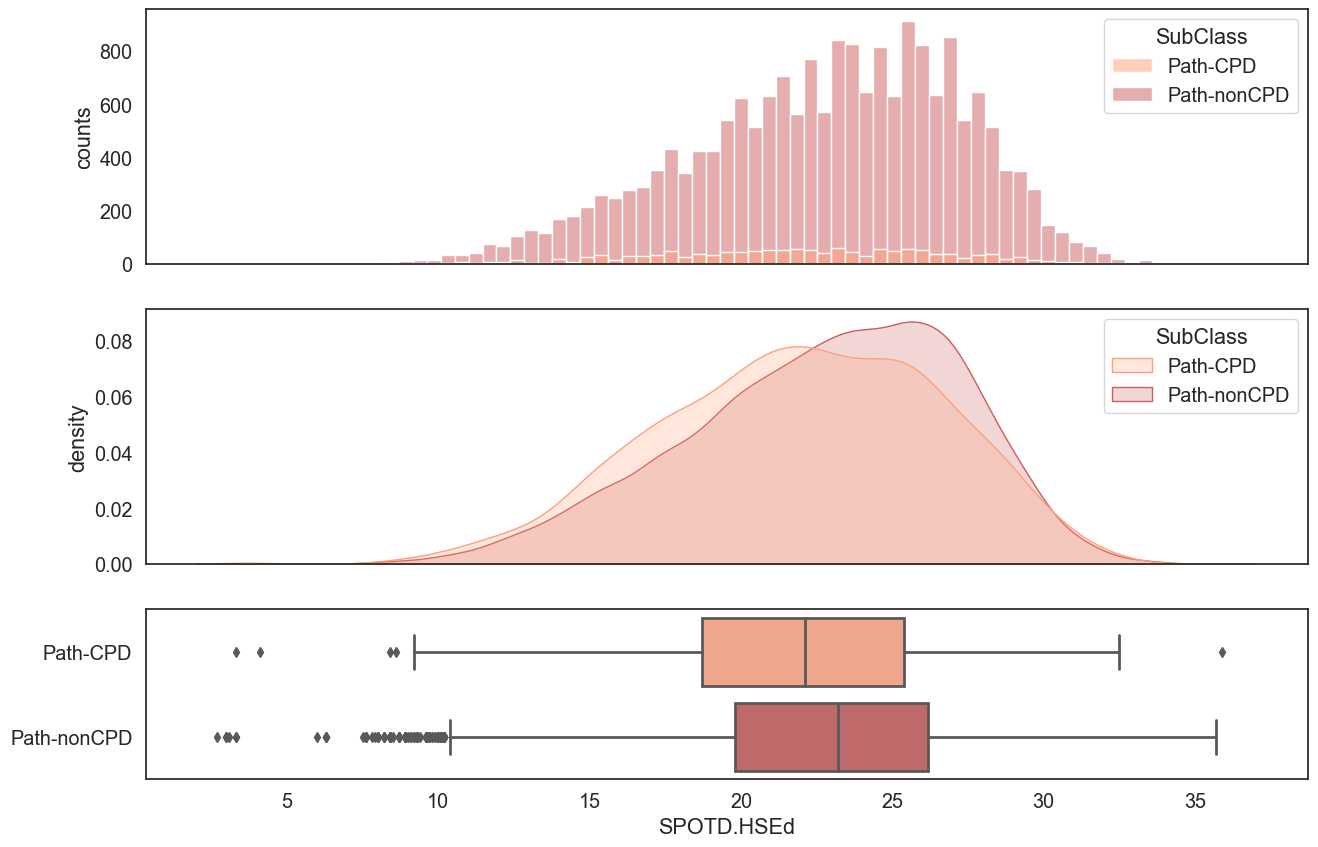 counts
800
600
400
200
0
SubClass
Path-CPD
Path-nonCPD
density
0.08
0.06
0.04
0.02
0.00
SubClass
Path-CPD
Path-nonCPD
Path-CPD
Path-nonCPD
5 10 15 20 25 30 35
SPOTD.HSEd